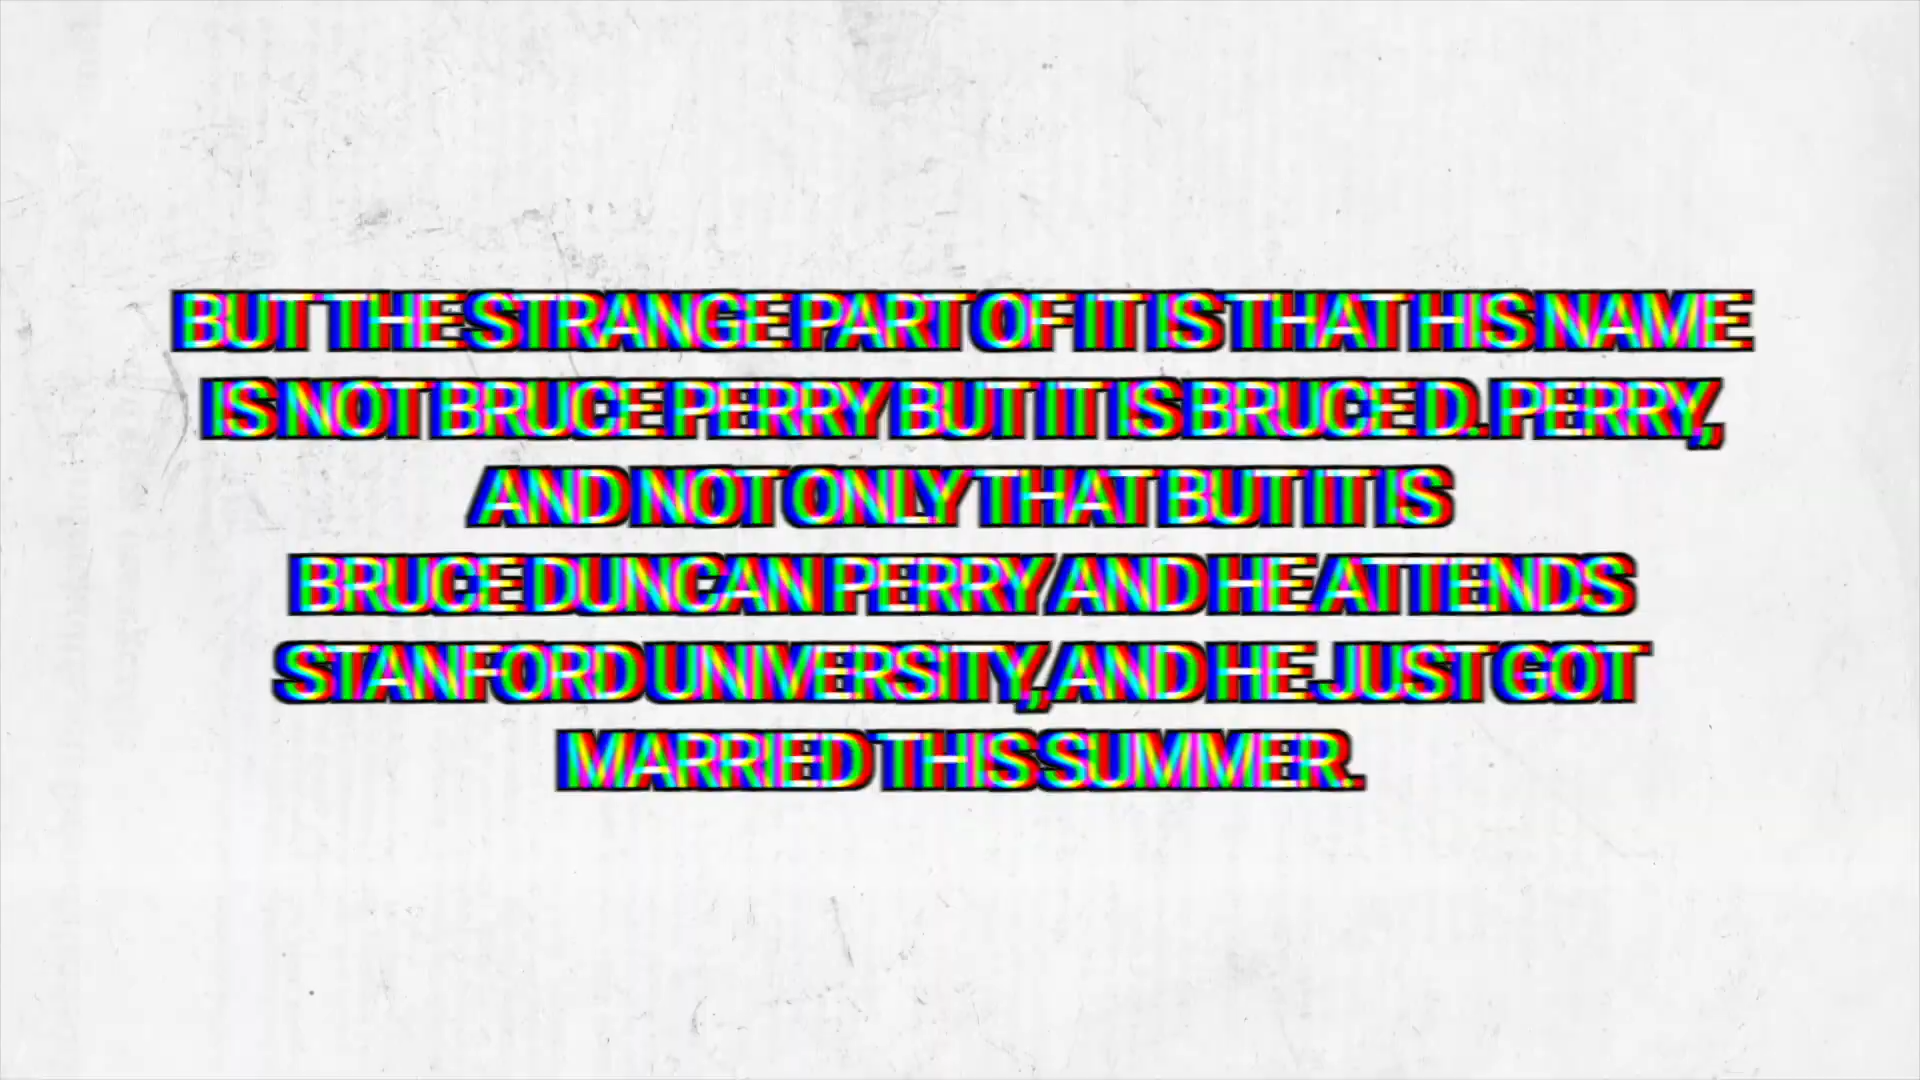 BUT THE STRANGE PART OF IT IS THAT HIS NAME
IS NOT BRUCE PERRY BUT IT IS BRUCE D. PERRY,
AND NOT ONLY THAT BUT IT IS
BRUCE DUNCAN PERRY AND HE ATTENDS
STANFORD UNIVERSITY, AND HE JUST GOT
MARRIED THIS SUMMER.